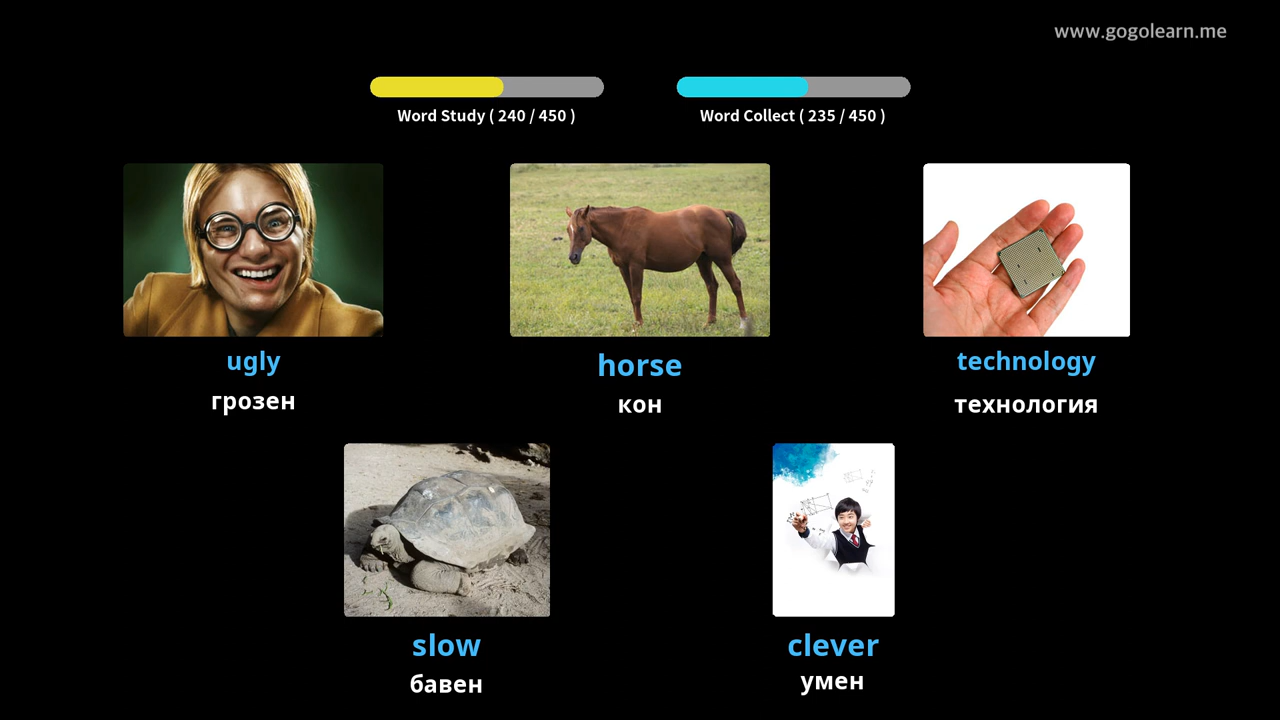 www.gogolearn.me
Word Study ( 240 / 450 )
Word Collect ( 235 / 450 )
ugly
грозен
horse
кон
technology
технология
slow
бавен
clever
умен